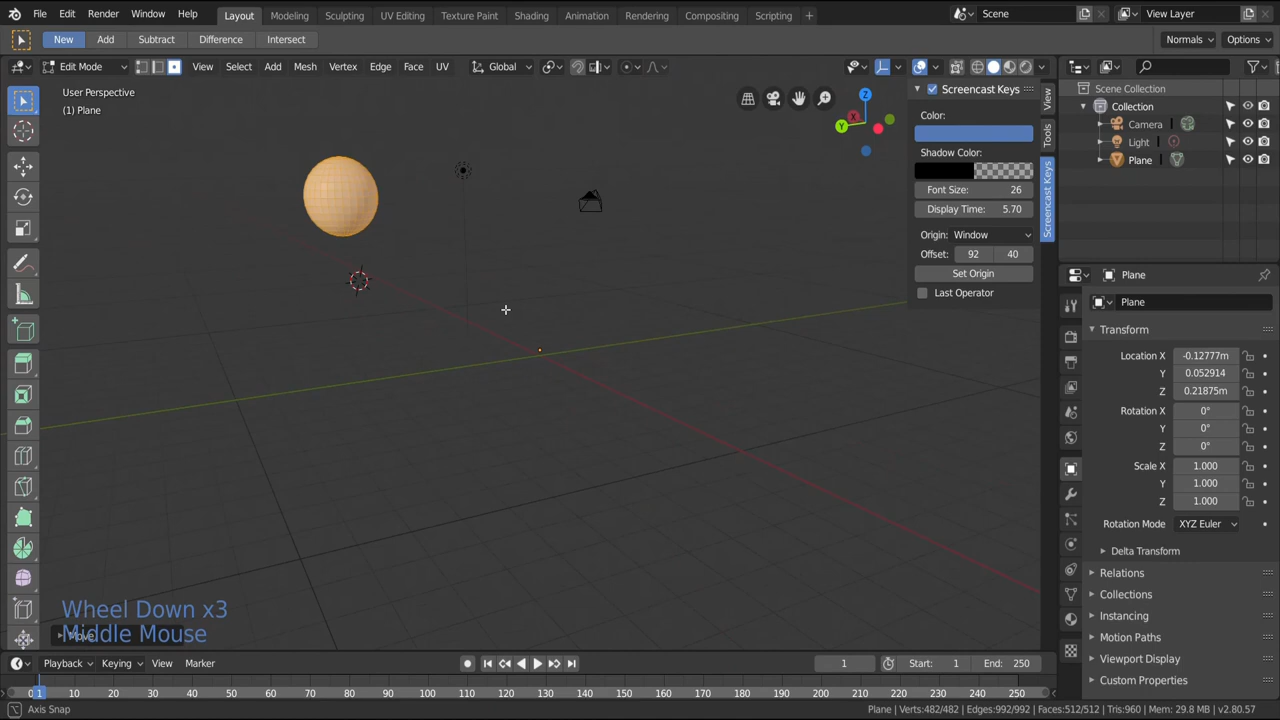 File Edit Render Window Help
Layout Modeling Sculpting UV Editing Texture Paint Shading Animation Rendering Compositing Scripting +
Scene
View Layer
New Add Subtract Difference Intersect
Normals
Options
Edit Mode
View Select Add Mesh Vertex Edge Face UV
Global
User Perspective
(1) Plane
Z
X
Y
Screencast Keys
Color:
Shadow Color:
Font Size: 26
Display Time: 5.70
Origin: Window
Offset: 92 40
Set Origin
Last Operator
View
Tools
Screencast Keys
Scene Collection
Collection
Camera
Light
Plane
Plane
Plane
Transform
Location X -0.12777m
Y 0.052914
Z 0.21875m
Rotation X 0°
Y 0°
Z 0°
Scale X 1.000
Y 1.000
Z 1.000
Rotation Mode XYZ Euler
Delta Transform
Relations
Collections
Instancing
Motion Paths
Viewport Display
Custom Properties
Wheel Down x3
Middle Mouse
Move
Playback Keying View Marker
1
Start: 1
End: 250
0 1 10 20 30 40 50 60 70 80 90 100 110 120 130 140 150 160 170 180 190 200 210 220 230 240 250
Axis Snap
Plane | Verts:482/482 | Edges:992/992 | Faces:512/512 | Tris:960 | Mem: 29.8 MB | v2.80.57